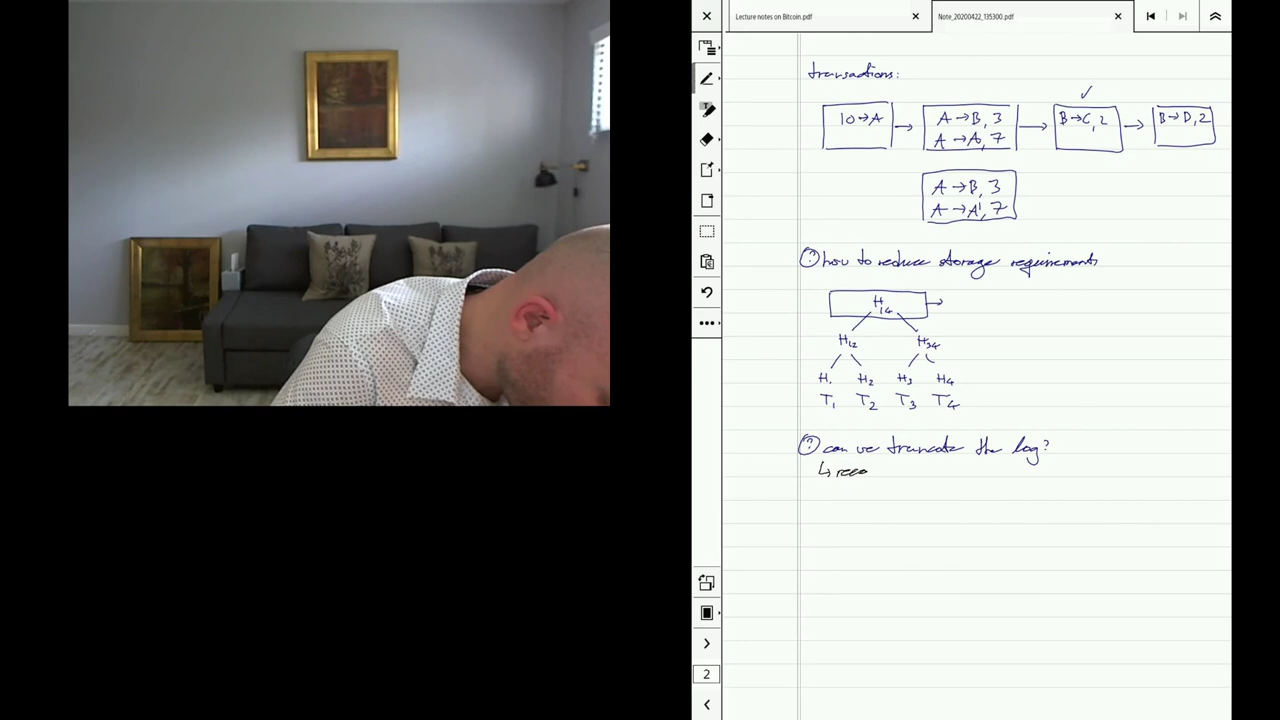 Lecture notes on Bitcoin.pdf
Note_20200422_135300.pdf
transactions:
✓
10→A → A→B, 3 → B→C, 2 → B→D, 2
A→A, 7
A→B, 3
A→A', 7
? how to reduce storage requirements
H14 →
H12 H34
H1 H2 H3 H4
T1 T2 T3 T4
? can we truncate the log?
↳ reco
2